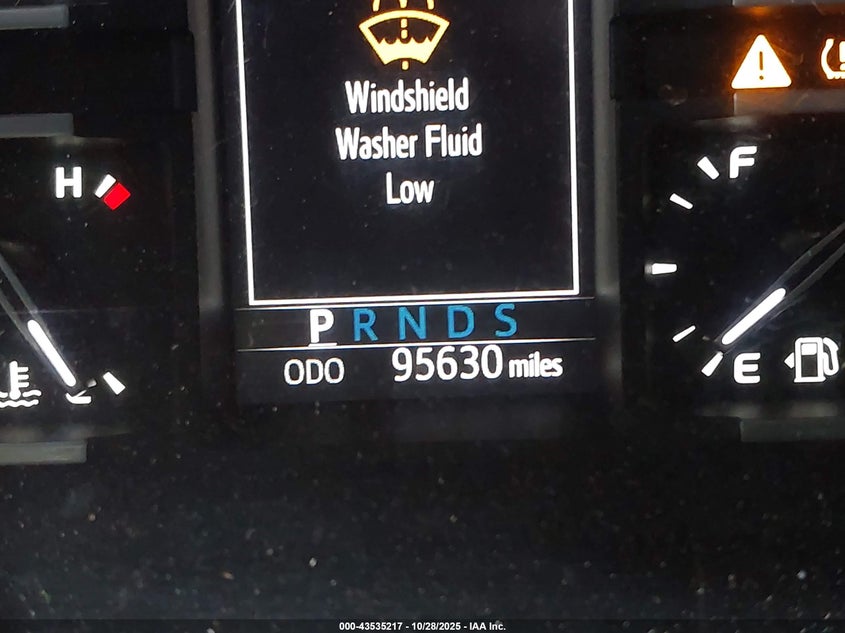 Windshield
Washer Fluid
Low
H
F
P R N D S
ODO 95630 miles
E
000-43535217 - 10/28/2025 - IAA Inc.